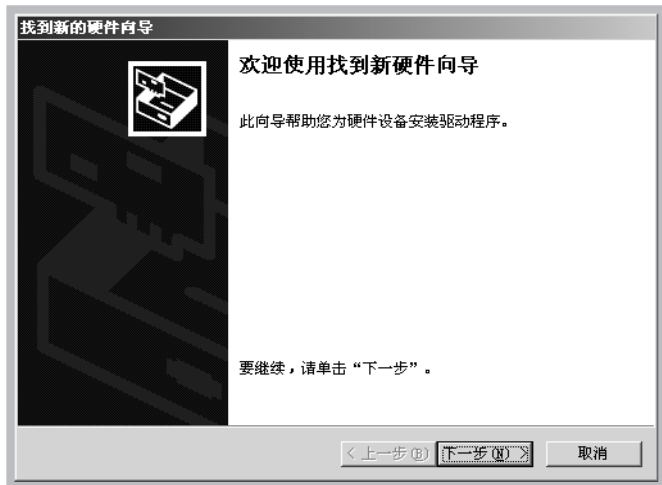 找到新的硬件向导
欢迎使用找到新硬件向导
此向导帮助您为硬件设备安装驱动程序。
要继续，请单击“下一步”。
< 上一步(B) 下一步(N) > 取消